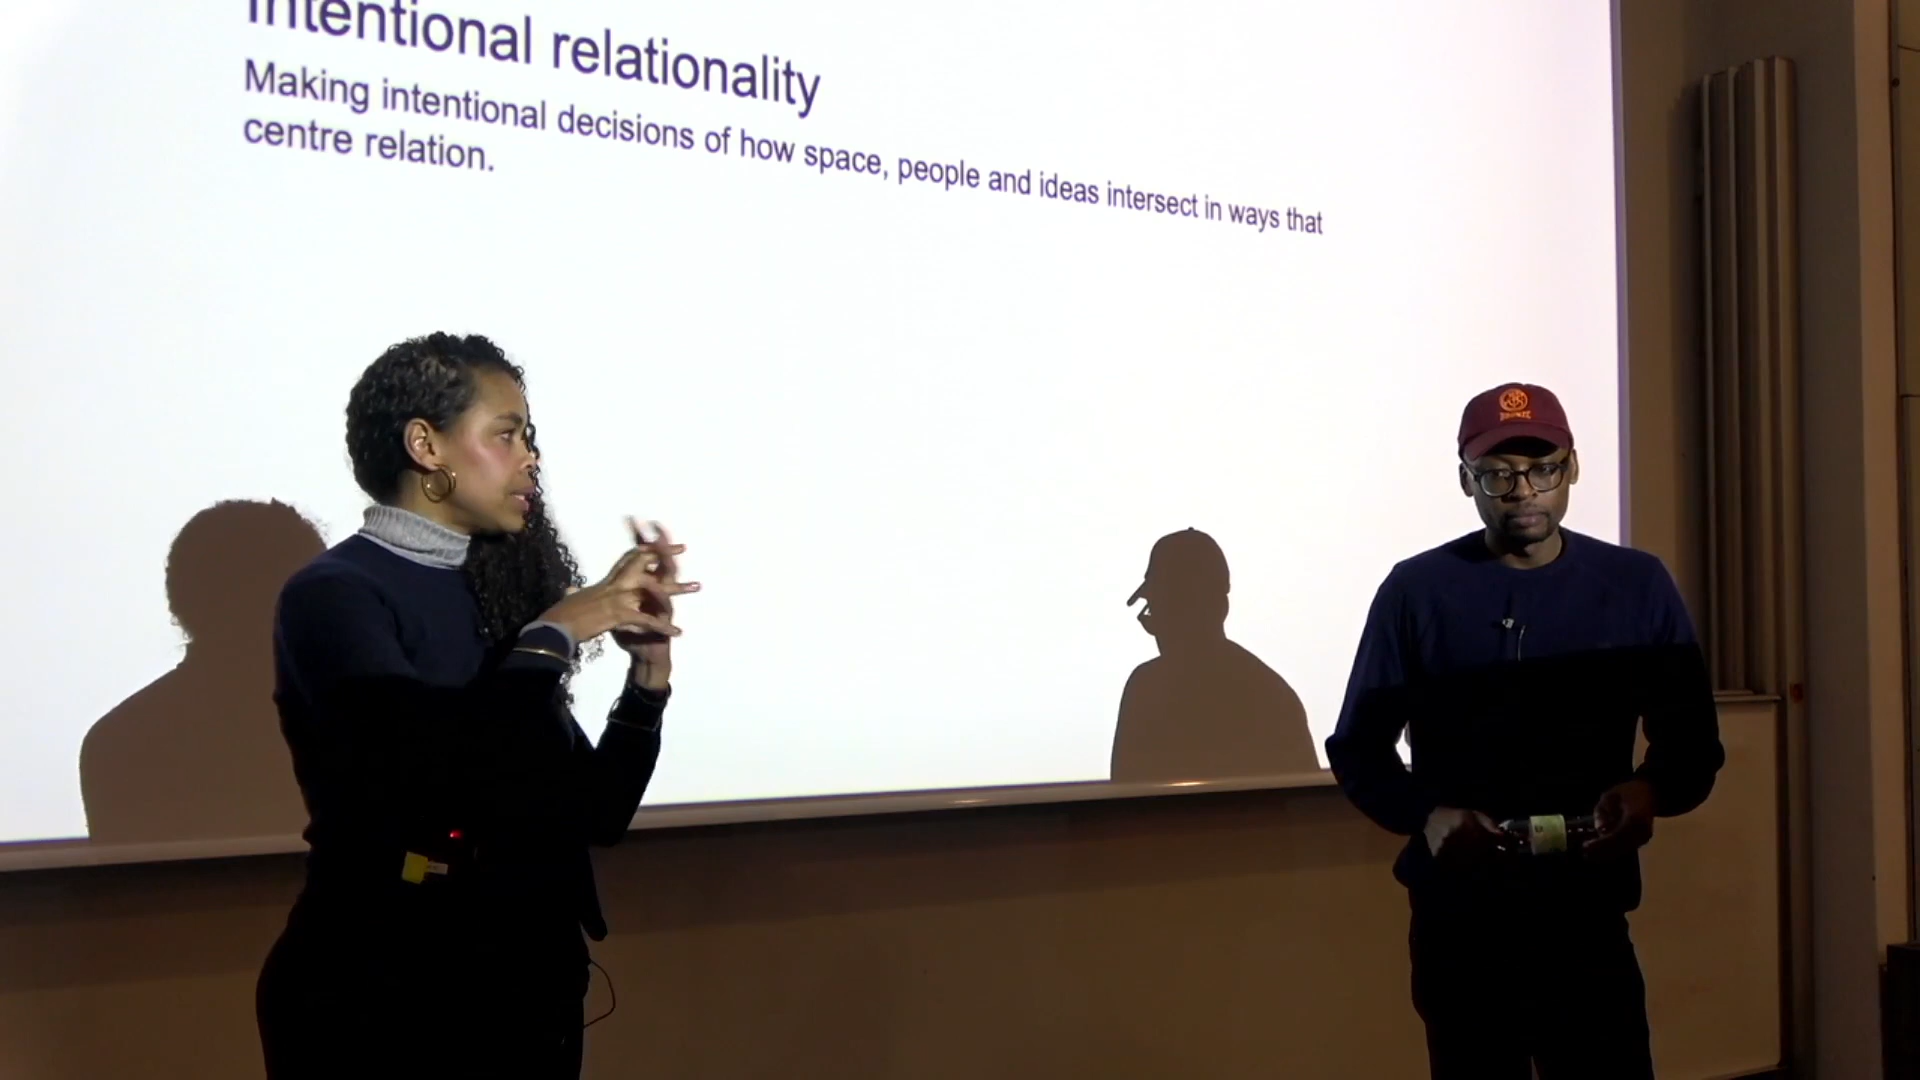 Intentional relationality
Making intentional decisions of how space, people and ideas intersect in ways that
centre relation.